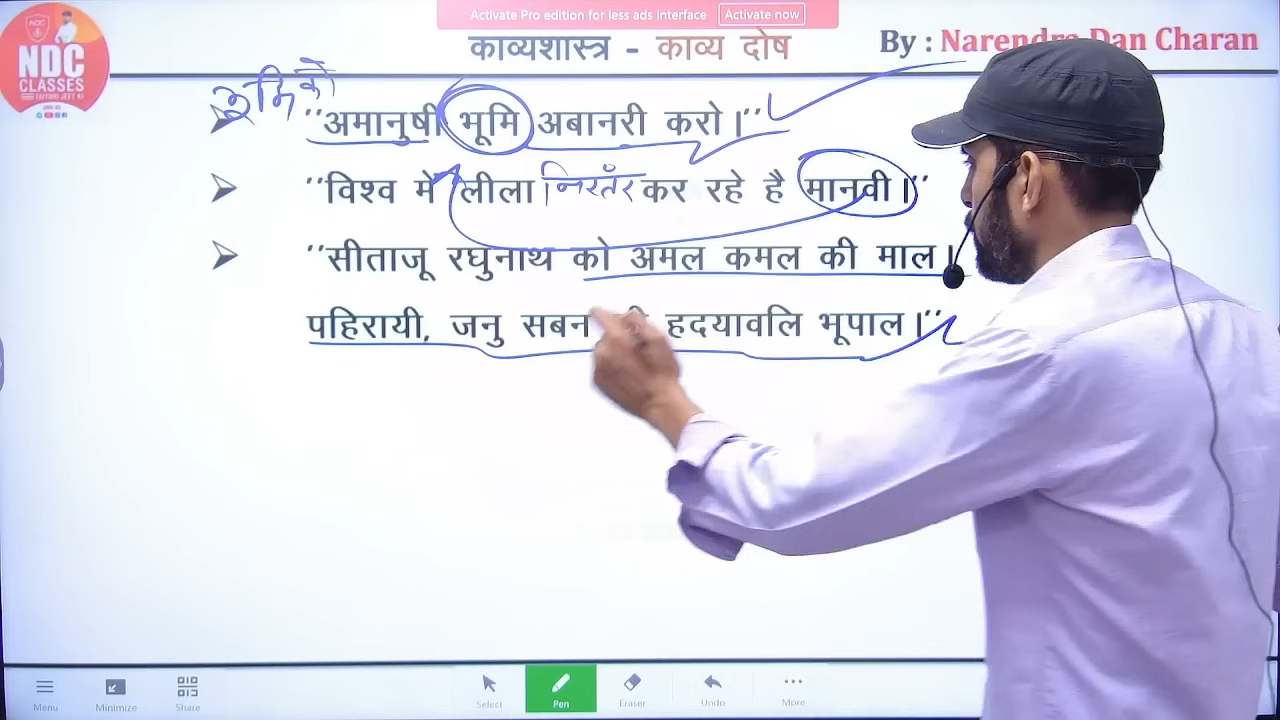 Activate Pro edition for less ads interface Activate now
काव्यशास्त्र - काव्य दोष
By : Narendra Dan Charan
NDC
NDC
CLASSES
भूमि को
''अमानुषी भूमि अबानरी करो।''
''विश्व में लीला निरतंर कर रहे है मानवी।''
''सीताजू रघुनाथ को अमल कमल की माल।
पहिरायी, जनु सबन हदयावलि भूपाल।''
Menu Minimize Share Select Pen Eraser Undo More